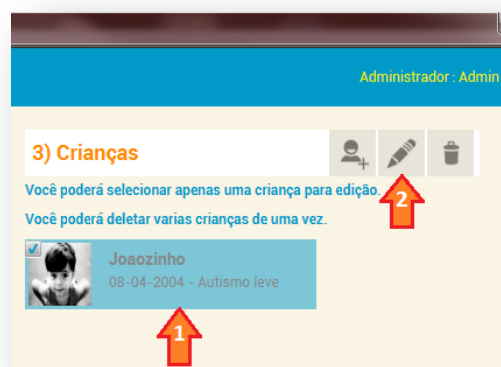 Administrador : Admin
3) Crianças
Você poderá selecionar apenas uma criança para edição.
2
Você poderá deletar varias crianças de uma vez.
Joaozinho
08-04-2004 - Autismo leve
1